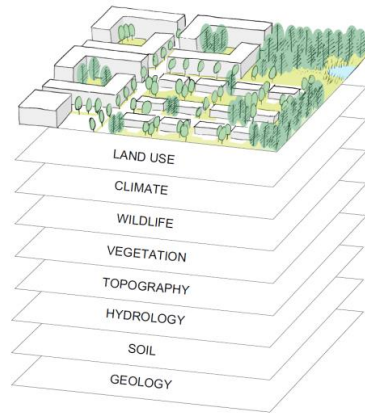 LAND USE
CLIMATE
WILDLIFE
VEGETATION
TOPOGRAPHY
HYDROLOGY
SOIL
GEOLOGY